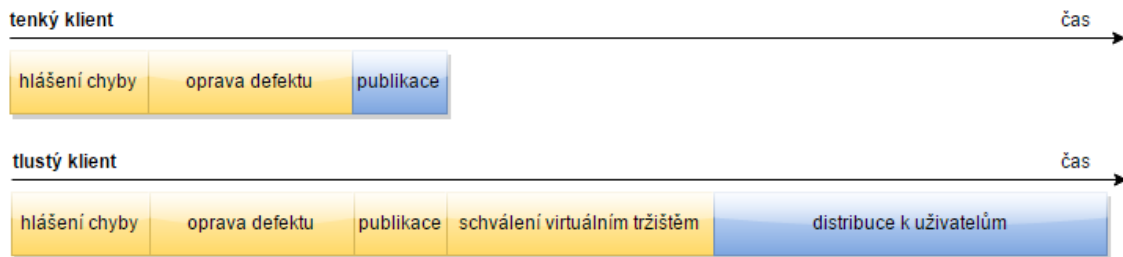 tenký klient čas
hlášení chyby oprava defektu publikace
tlustý klient čas
hlášení chyby oprava defektu publikace schválení virtuálním tržištěm distribuce k uživatelům